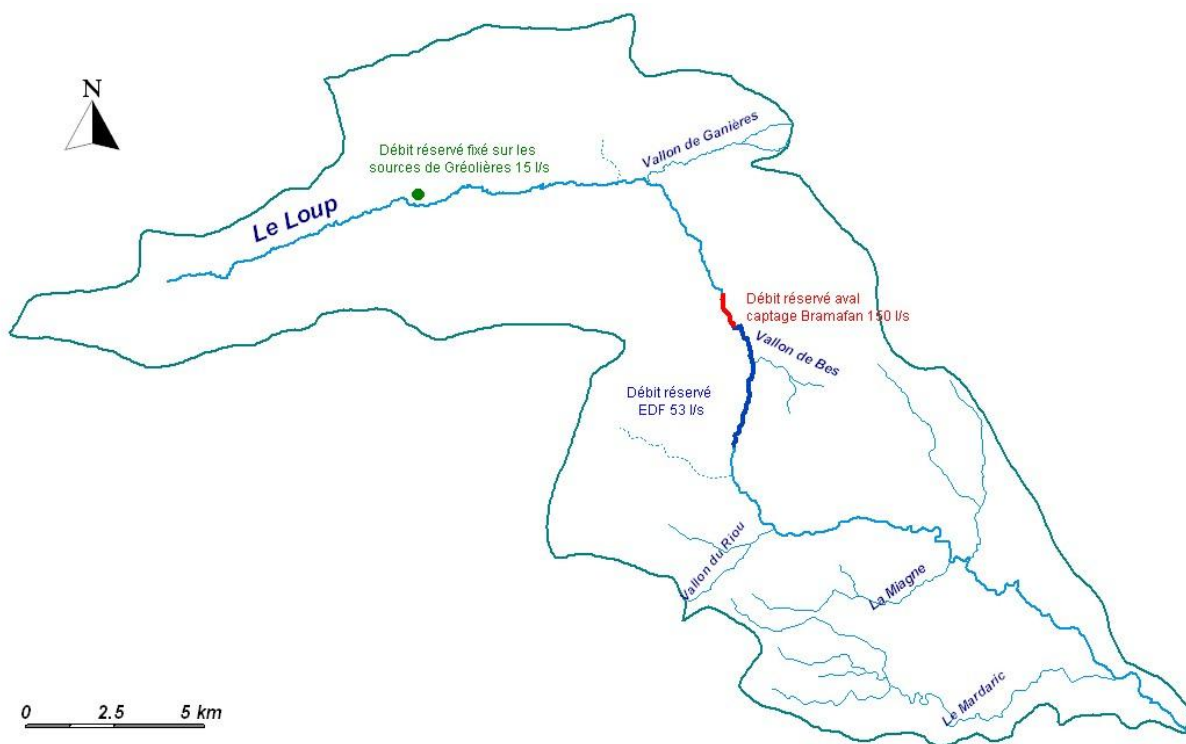 N
Vallon de Ganières
Débit réservé fixé sur les
sources de Gréolières 15 l/s
Le Loup
Débit réservé aval
captage Bramafan 150 l/s
Vallon de Bes
Débit réservé
EDF 53 l/s
Vallon du Riou
La Miagne
Le Mardaric
0 2.5 5 km